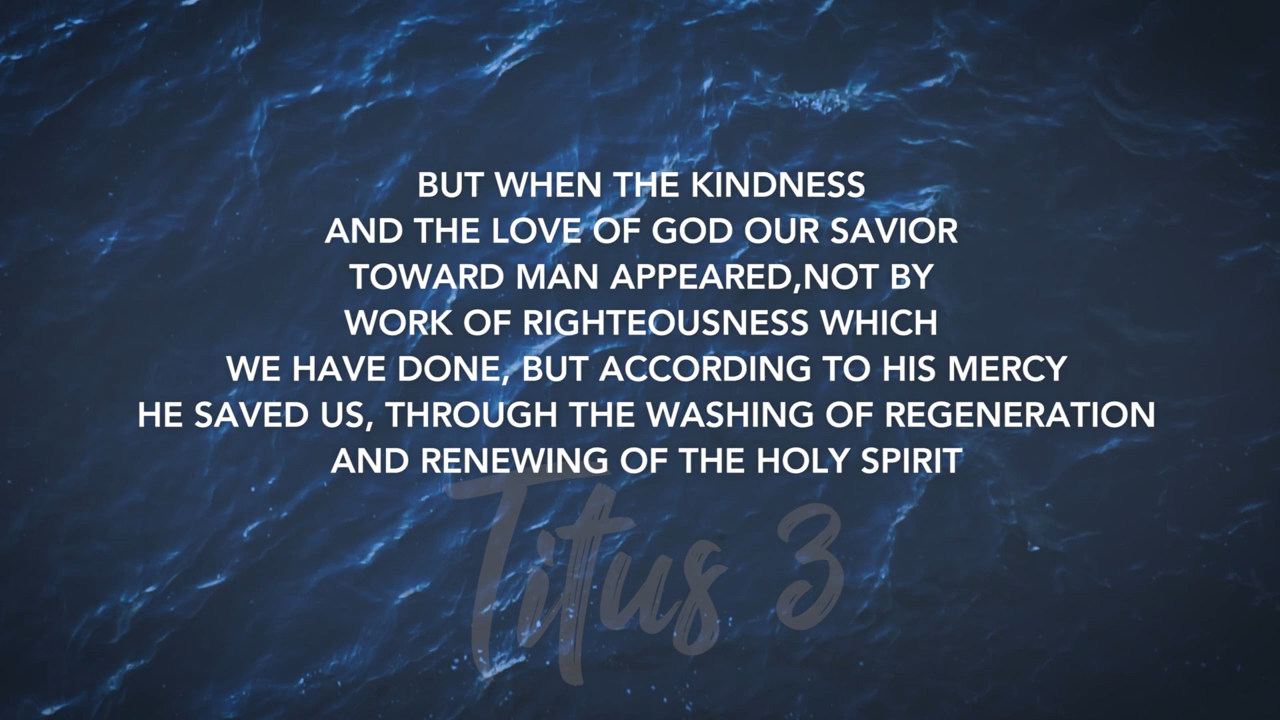 BUT WHEN THE KINDNESS
AND THE LOVE OF GOD OUR SAVIOR
TOWARD MAN APPEARED,NOT BY
WORK OF RIGHTEOUSNESS WHICH
WE HAVE DONE, BUT ACCORDING TO HIS MERCY
HE SAVED US, THROUGH THE WASHING OF REGENERATION
AND RENEWING OF THE HOLY SPIRIT
Titus 3